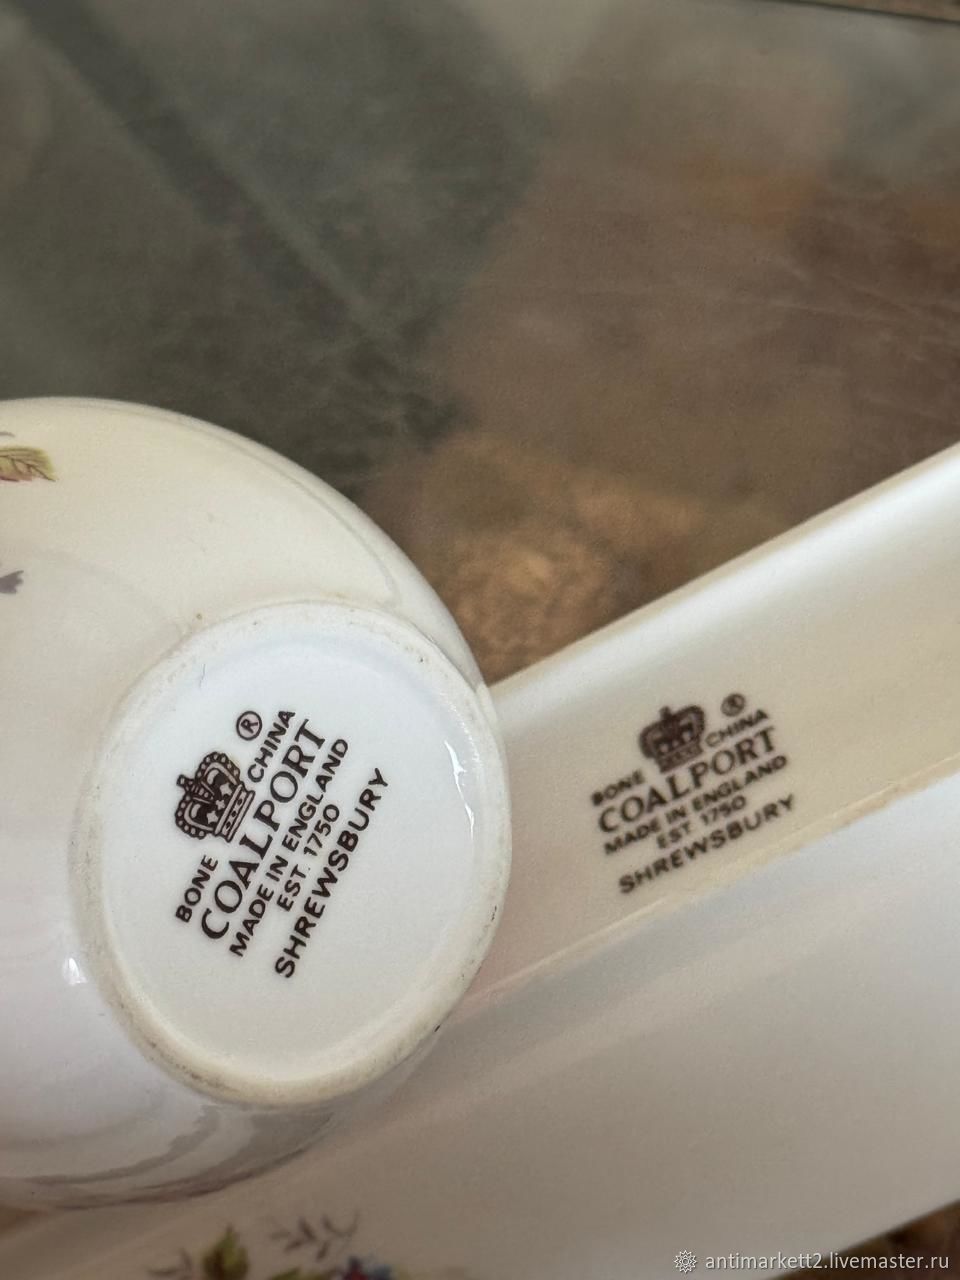 ®
BONE CHINA
COALPORT
MADE IN ENGLAND
EST. 1750
SHREWSBURY
®
BONE CHINA
COALPORT
MADE IN ENGLAND
EST. 1750
SHREWSBURY
antimarkett2.livemaster.ru